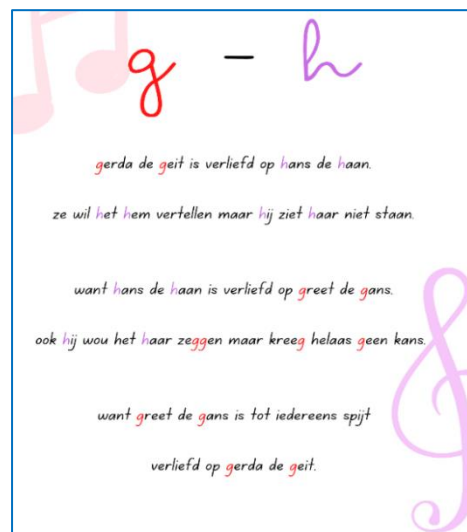 g - h
gerda de geit is verliefd op hans de haan.
ze wil het hem vertellen maar hij ziet haar niet staan.
want hans de haan is verliefd op greet de gans.
ook hij wou het haar zeggen maar kreeg helaas geen kans.
want greet de gans is tot iedereens spijt
verliefd op gerda de geit.